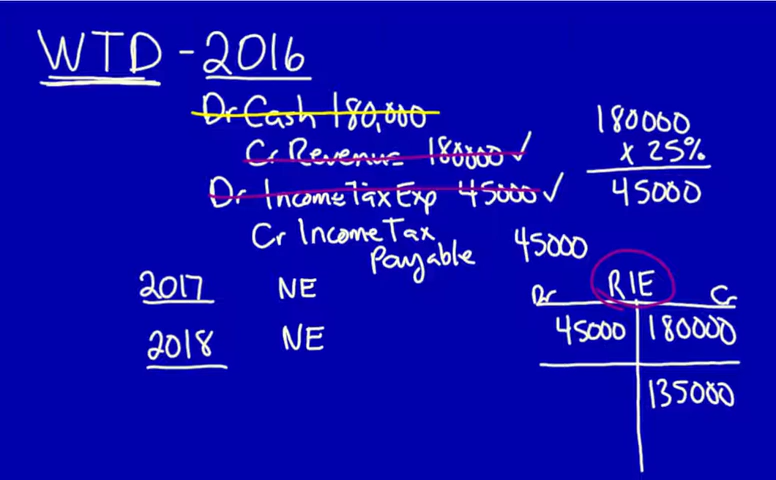 WTD - 2016
Dr Cash 180,000
Cr Revenue 180000 ✓
Dr Income Tax Exp 45000 ✓
Cr Income Tax
Payable 45000
180000
x 25%
45000
2017 NE
2018 NE
Dr R/E Cr
45000 180000
135000